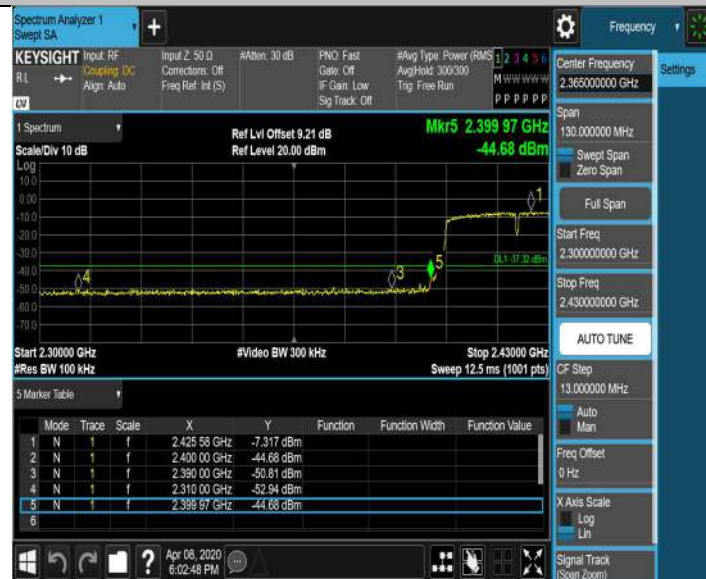 Spectrum Analyzer 1
Swept SA
+
Frequency
KEYSIGHT
RL
Input: RF
Coupling: DC
Align: Auto
Input Z: 50 Ω
Corrections: Off
Freq Ref: Int (S)
#Atten: 30 dB
PNO: Fast
Gate: Off
IF Gain: Low
Sig Track: Off
#Avg Type: Power (RMS
Avg|Hold: 300/300
Trig: Free Run
1 2 3 4 5 6
M W W W W W
P P P P P P
1 Spectrum
Scale/Div 10 dB
Log
Ref Lvl Offset 9.21 dB
Ref Level 20.00 dBm
Mkr5 2.399 97 GHz
-44.68 dBm
10.0
0.00
-10.0
-20.0
-30.0
-40.0
-50.0
-60.0
-70.0
1
DL1 -37.32 dBm
5
3
4
Start 2.30000 GHz
#Video BW 300 kHz
Stop 2.43000 GHz
#Res BW 100 kHz
Sweep 12.5 ms (1001 pts)
5 Marker Table
Mode Trace Scale X Y Function Function Width Function Value
1 N 1 f 2.425 58 GHz -7.317 dBm
2 N 1 f 2.400 00 GHz -44.68 dBm
3 N 1 f 2.390 00 GHz -50.81 dBm
4 N 1 f 2.310 00 GHz -52.94 dBm
5 N 1 f 2.399 97 GHz -44.68 dBm
6
?
Apr 08, 2020
6:02:48 PM
Center Frequency
2.365000000 GHz
Settings
Span
130.000000 MHz
Swept Span
Zero Span
Full Span
Start Freq
2.300000000 GHz
Stop Freq
2.430000000 GHz
AUTO TUNE
CF Step
13.000000 MHz
Auto
Man
Freq Offset
0 Hz
X Axis Scale
Log
Lin
Signal Track
(Span Zoom)